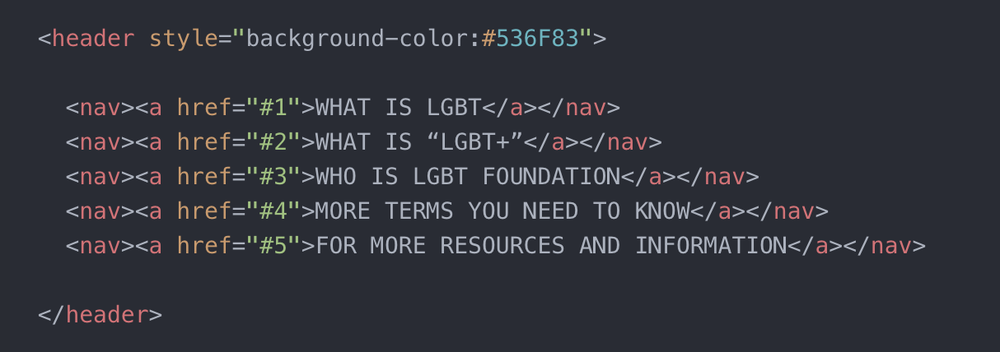 <header style="background-color:#536F83">
<nav><a href="#1">WHAT IS LGBT</a></nav>
<nav><a href="#2">WHAT IS “LGBT+”</a></nav>
<nav><a href="#3">WHO IS LGBT FOUNDATION</a></nav>
<nav><a href="#4">MORE TERMS YOU NEED TO KNOW</a></nav>
<nav><a href="#5">FOR MORE RESOURCES AND INFORMATION</a></nav>
</header>